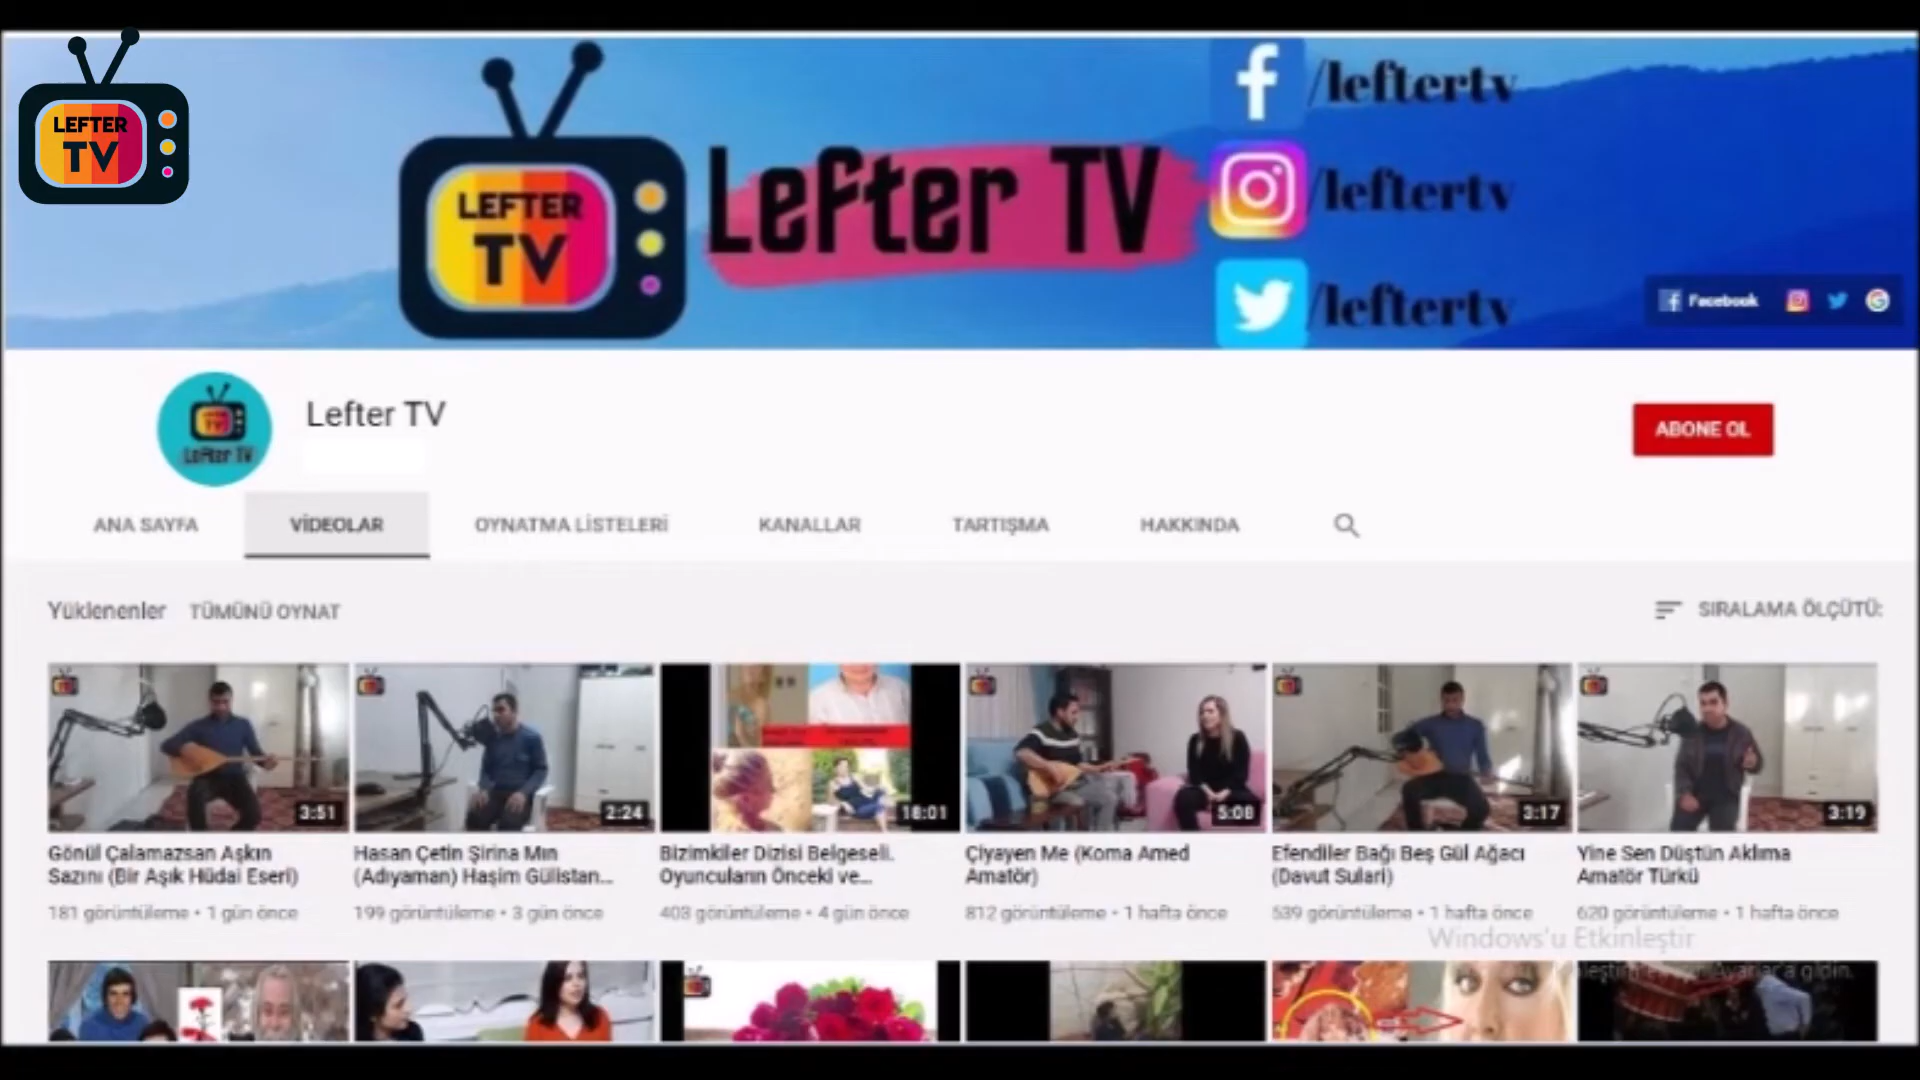 LEFTER
TV
LEFTER
TV
Lefter TV
/leftertv
/leftertv
/leftertv
Facebook
Lefter TV
Lefter TV
ABONE OL
ANA SAYFA
VİDEOLAR
OYNATMA LİSTELERİ
KANALLAR
TARTIŞMA
HAKKINDA
Yüklenenler
TÜMÜNÜ OYNAT
SIRALAMA ÖLÇÜTÜ:
3:51
2:24
18:01
5:08
3:17
3:19
Gönül Çalamazsan Aşkın
Sazını (Bir Aşık Hüdai Eseri)
181 görüntüleme • 1 gün önce
Hasan Çetin Şirina Mın
(Adıyaman) Haşim Gülistan...
199 görüntüleme • 3 gün önce
Bizimkiler Dizisi Belgeseli.
Oyuncuların Önceki ve...
403 görüntüleme • 4 gün önce
Çiyayen Me (Koma Amed
Amatör)
812 görüntüleme • 1 hafta önce
Efendiler Bağı Beş Gül Ağacı
(Davut Sulari)
539 görüntüleme • 1 hafta önce
Yine Sen Düştün Aklıma
Amatör Türkü
620 görüntüleme • 1 hafta önce
Windows'u Etkinleştir
gidin.